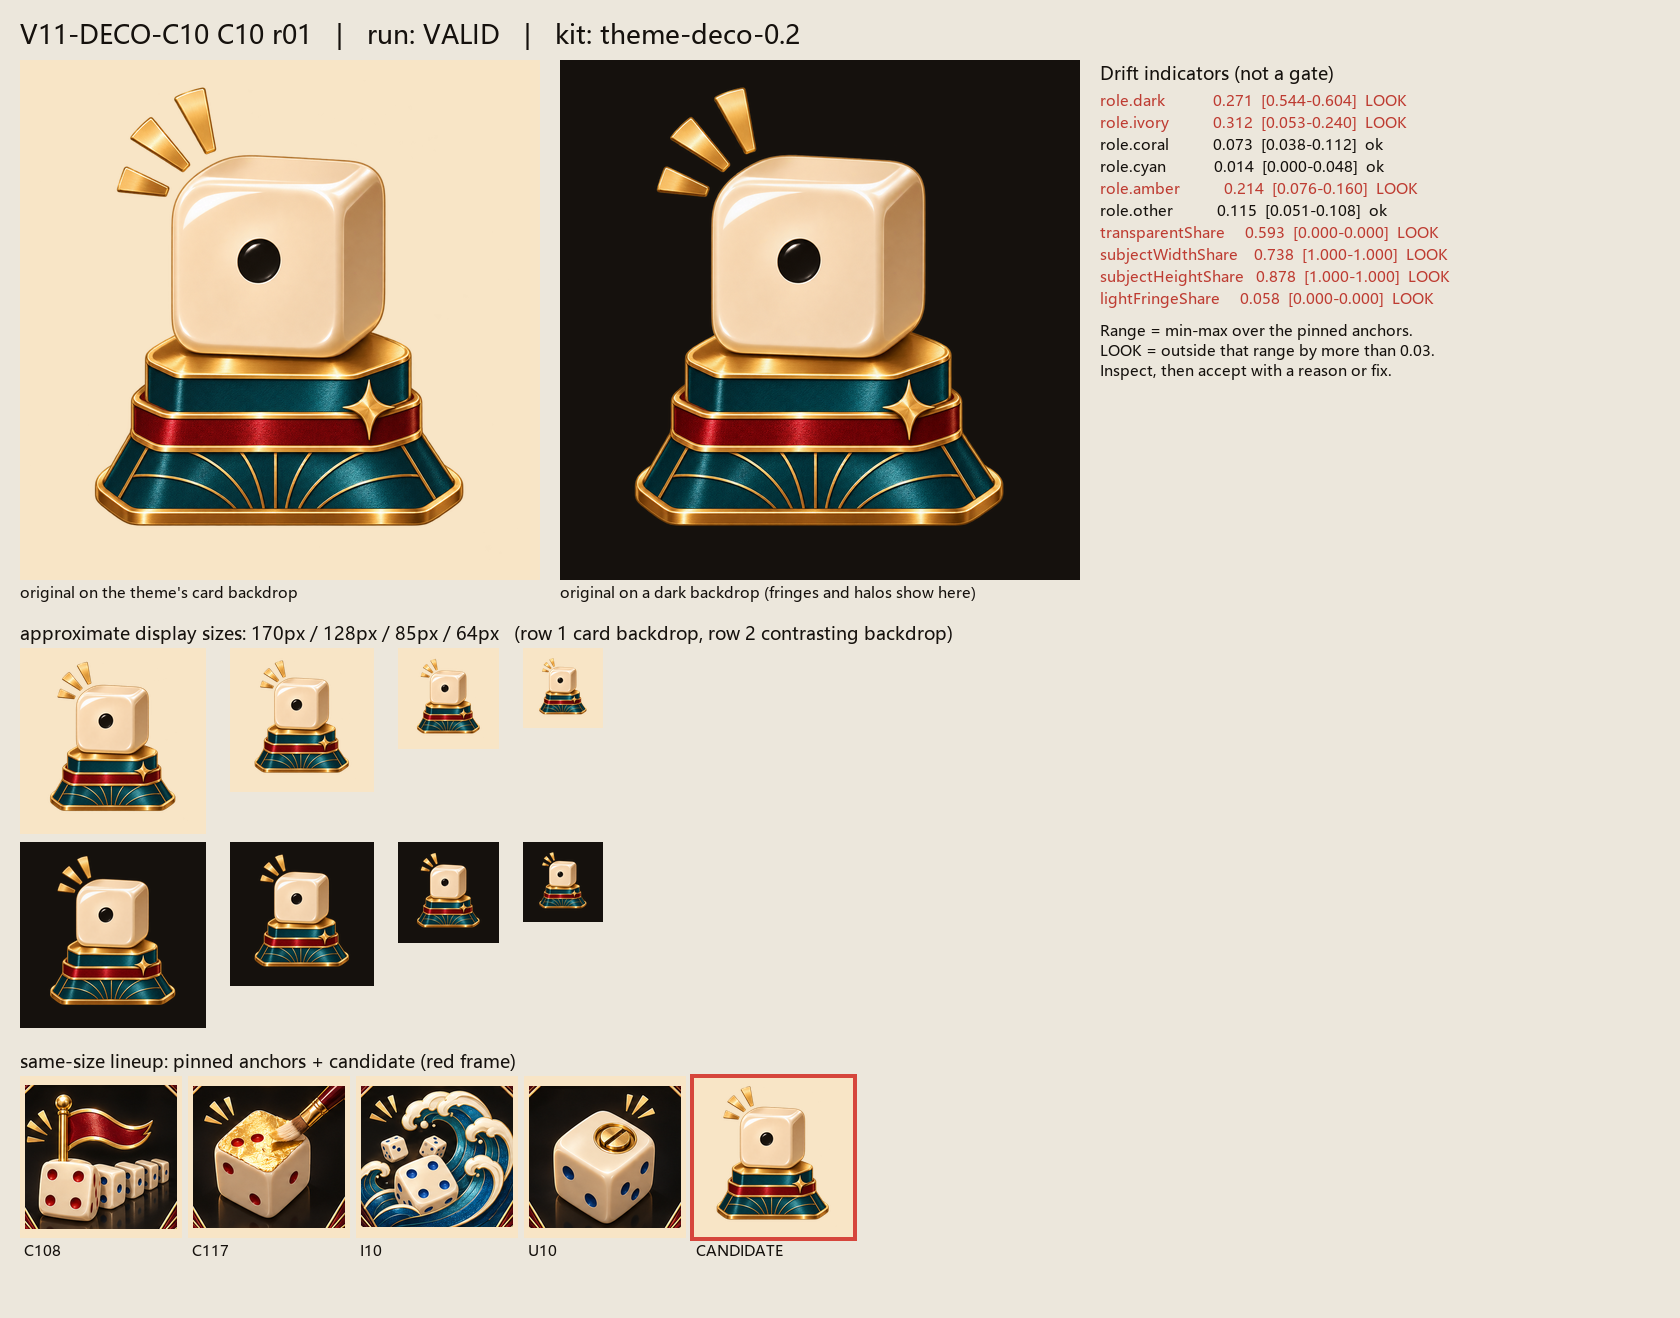 V11-DECO-C10 C10 r01 | run: VALID | kit: theme-deco-0.2
Drift indicators (not a gate)
role.dark 0.271 [0.544-0.604] LOOK
role.ivory 0.312 [0.053-0.240] LOOK
role.coral 0.073 [0.038-0.112] ok
role.cyan 0.014 [0.000-0.048] ok
role.amber 0.214 [0.076-0.160] LOOK
role.other 0.115 [0.051-0.108] ok
transparentShare 0.593 [0.000-0.000] LOOK
subjectWidthShare 0.738 [1.000-1.000] LOOK
subjectHeightShare 0.878 [1.000-1.000] LOOK
lightFringeShare 0.058 [0.000-0.000] LOOK
Range = min-max over the pinned anchors.
LOOK = outside that range by more than 0.03.
Inspect, then accept with a reason or fix.
original on the theme's card backdrop
original on a dark backdrop (fringes and halos show here)
approximate display sizes: 170px / 128px / 85px / 64px (row 1 card backdrop, row 2 contrasting backdrop)
same-size lineup: pinned anchors + candidate (red frame)
C108
C117
I10
U10
CANDIDATE